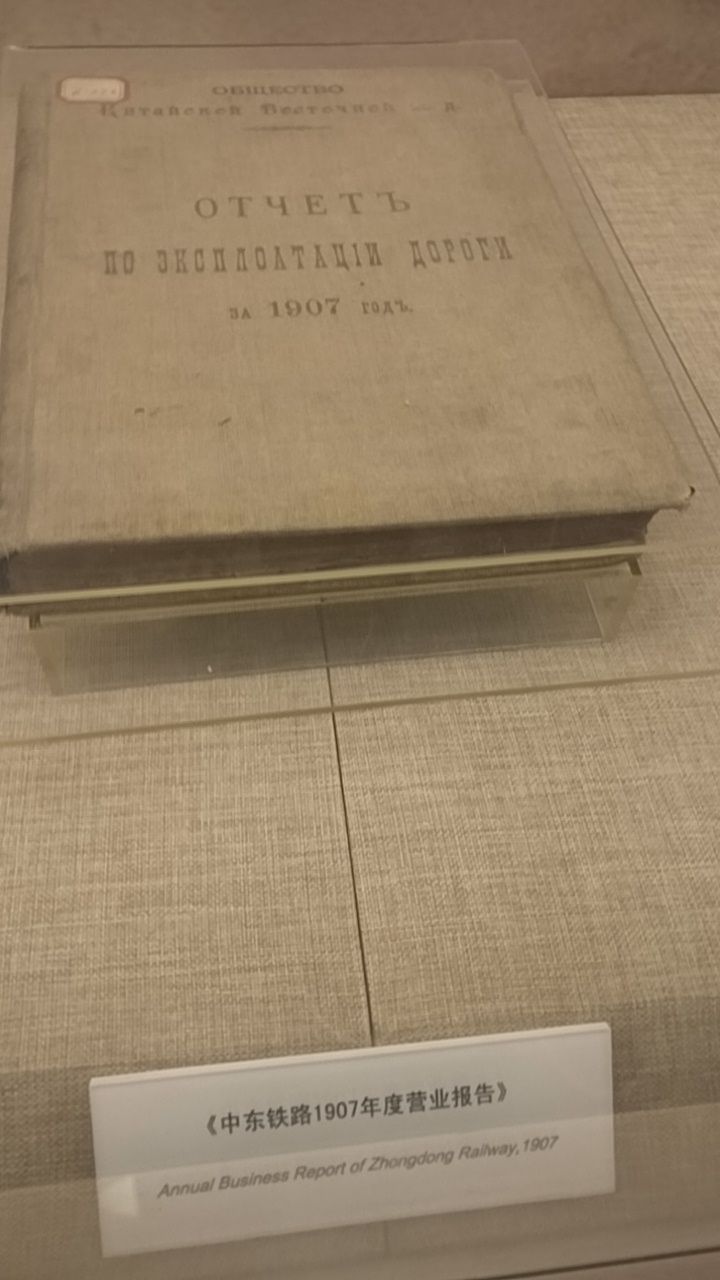 ОБЩЕСТВО
Китайской Восточной ж. д.
ОТЧЕТЪ
ПО ЭКСПЛОАТАЦІИ ДОРОГИ
ЗА 1907 ГОДЪ.
《中东铁路1907年度营业报告》
Annual Business Report of Zhongdong Railway,1907